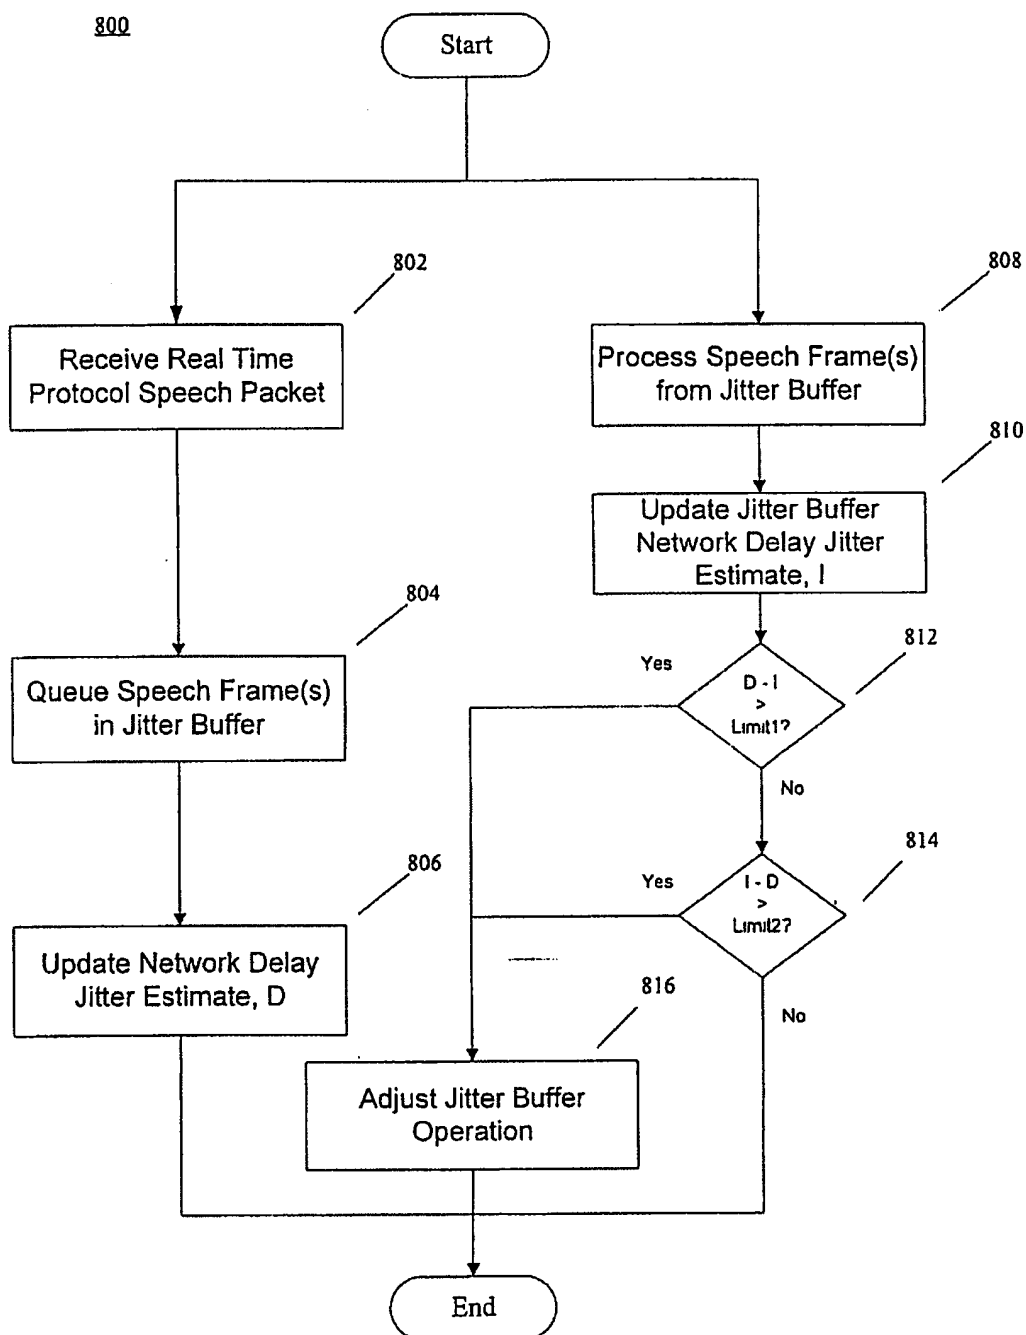 800
Start
802
Receive Real Time
Protocol Speech Packet
804
Queue Speech Frame(s)
in Jitter Buffer
806
Update Network Delay
Jitter Estimate, D
808
Process Speech Frame(s)
from Jitter Buffer
810
Update Jitter Buffer
Network Delay Jitter
Estimate, I
812
Yes
D - I
>
Limit1?
No
814
Yes
I - D
>
Limit2?
No
816
Adjust Jitter Buffer
Operation
End